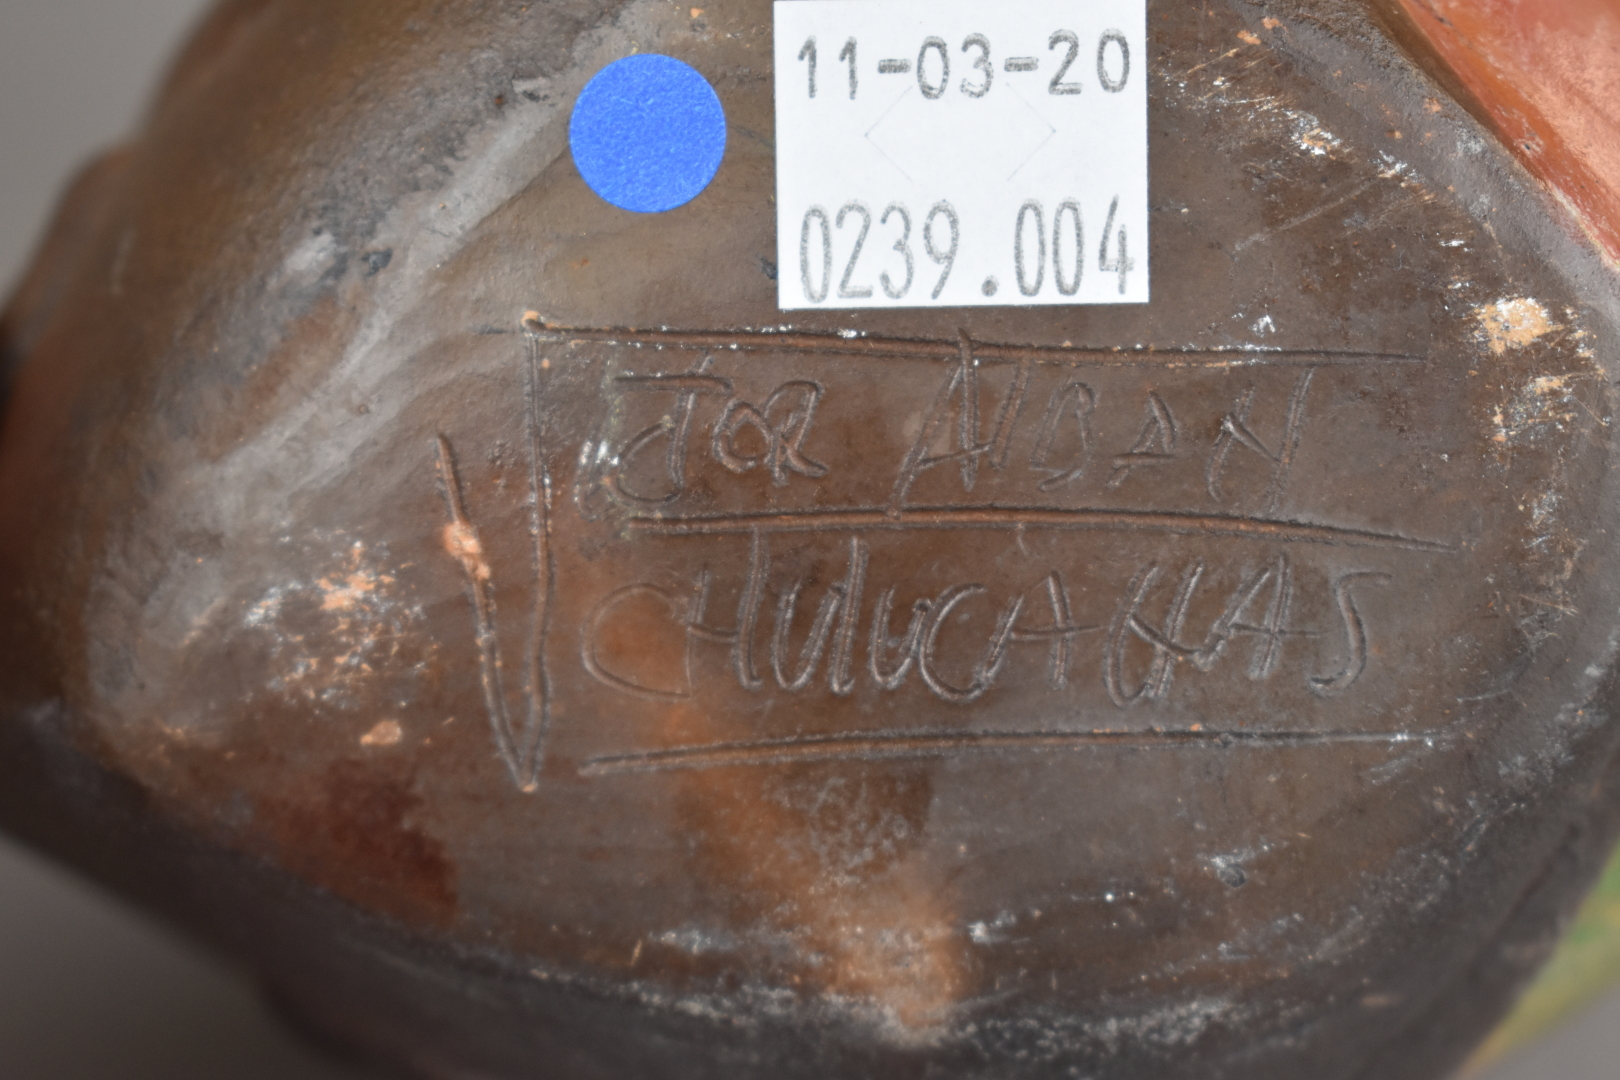 11-03-20
0239.004
VICTOR ALBAN
CHULUCANAS